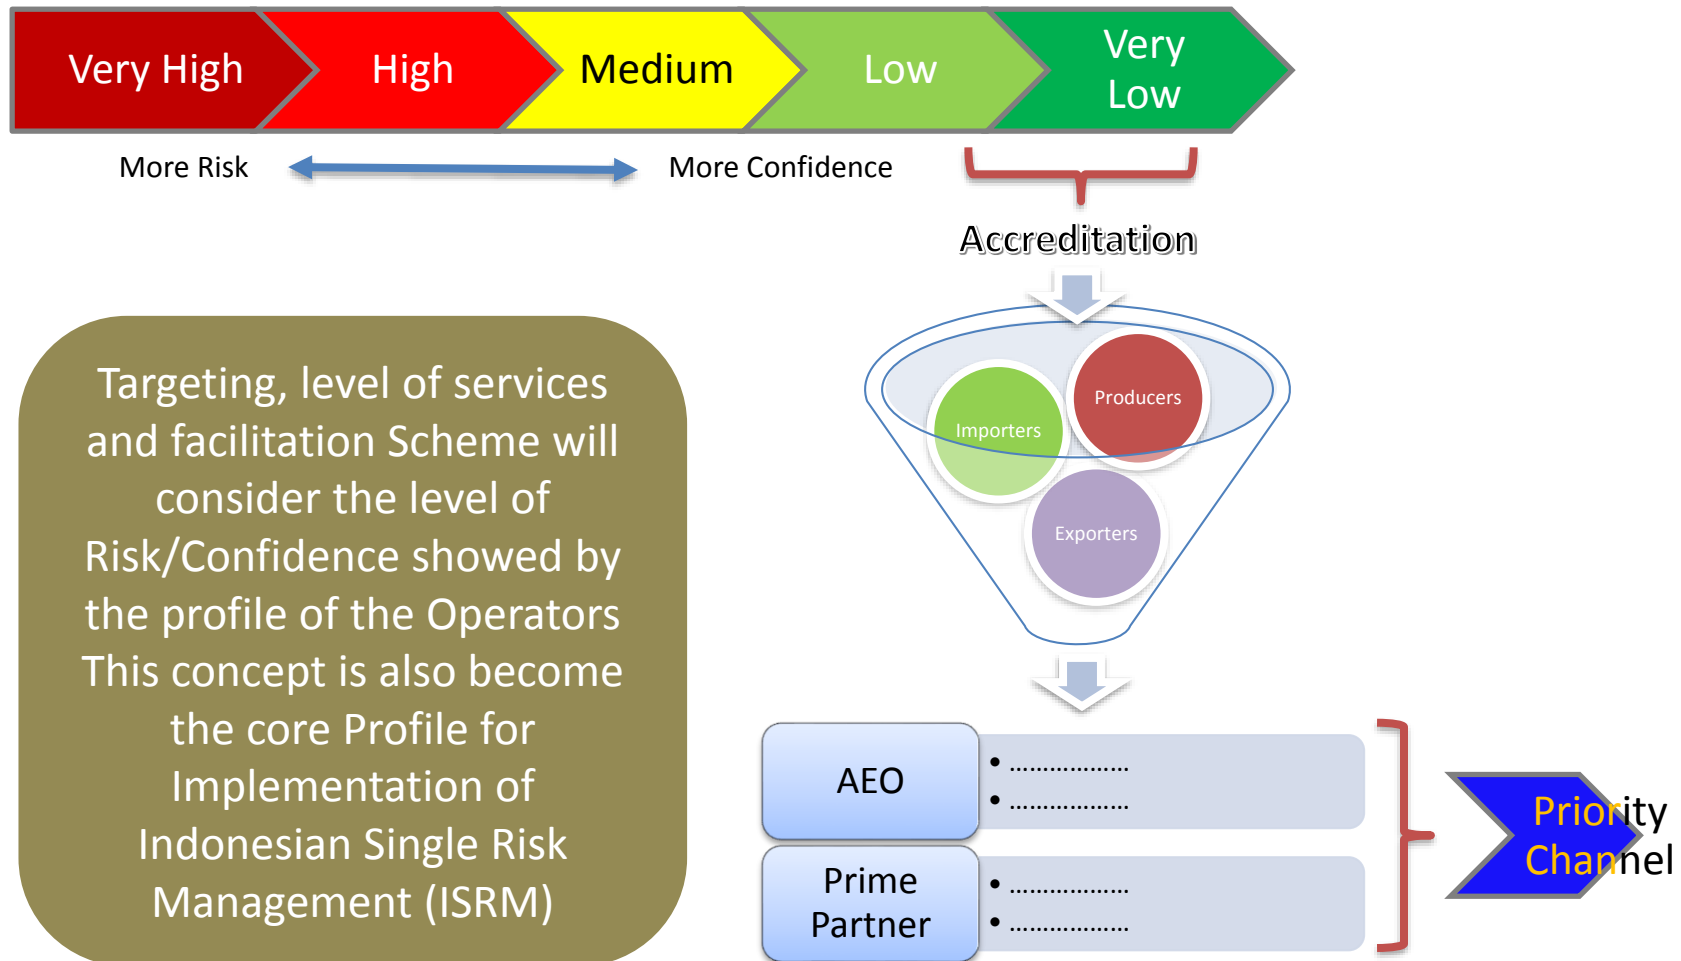 Very High
High
Medium
Low
Very
Low
More Risk
More Confidence
Accreditation
Producers
Importers
Exporters
Targeting, level of services
and facilitation Scheme will
consider the level of
Risk/Confidence showed by
the profile of the Operators
This concept is also become
the core Profile for
Implementation of
Indonesian Single Risk
Management (ISRM)
AEO
• ………………
• ………………
Prime
Partner
• ………………
• ………………
Priority
Channel